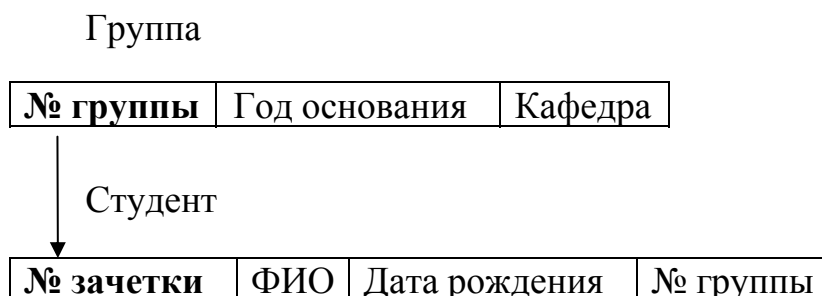 Группа
№ группы Год основания Кафедра
Студент
№ зачетки ФИО Дата рождения № группы